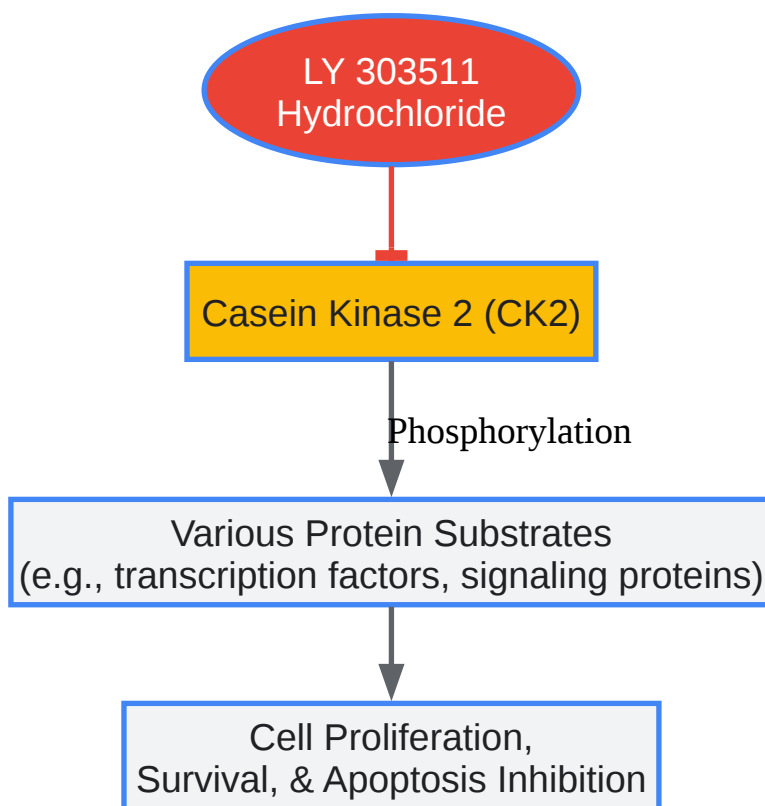 LY 303511
Hydrochloride
Casein Kinase 2 (CK2)
Phosphorylation
Various Protein Substrates
(e.g., transcription factors, signaling proteins)
Cell Proliferation,
Survival, & Apoptosis Inhibition